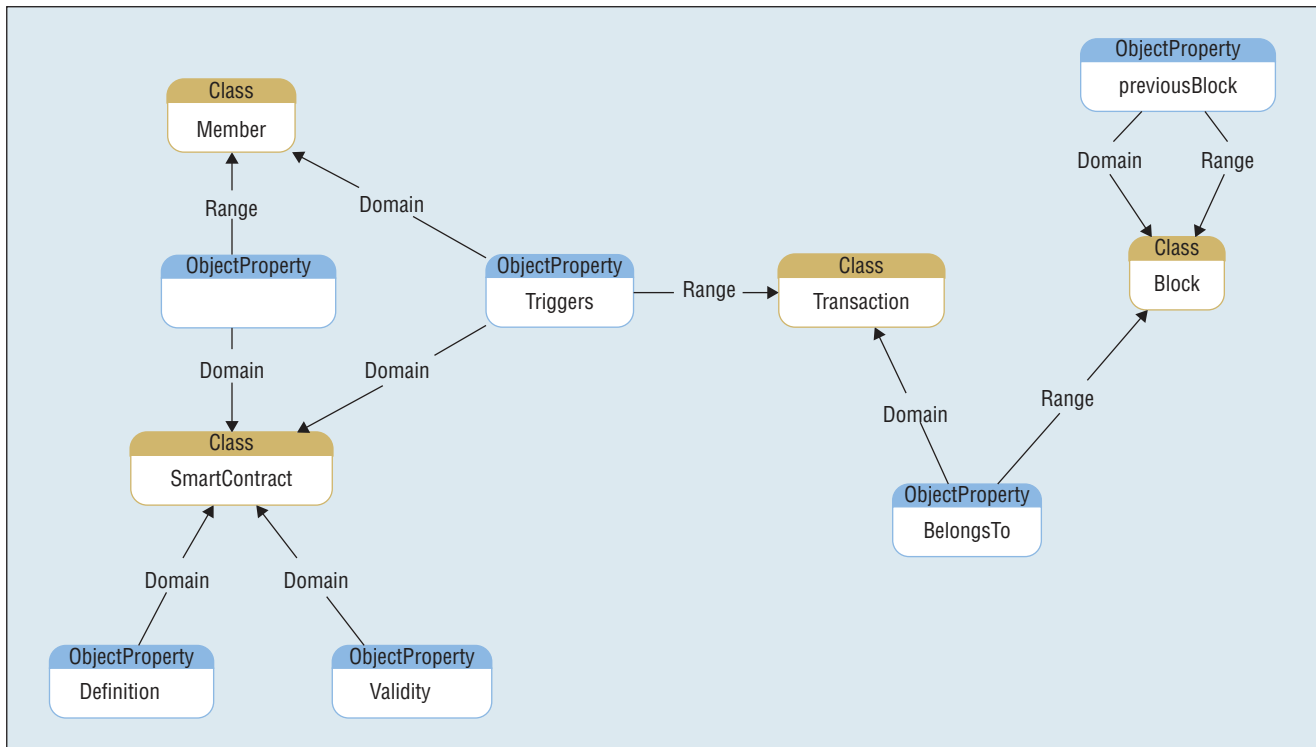 ObjectProperty
previousBlock
Class
Member
Domain
Range
Range
Domain
Class
Block
ObjectProperty
ObjectProperty
Triggers
Range
Class
Transaction
Domain
Domain
Domain
Range
Class
SmartContract
ObjectProperty
BelongsTo
Domain
Domain
ObjectProperty
Definition
ObjectProperty
Validity